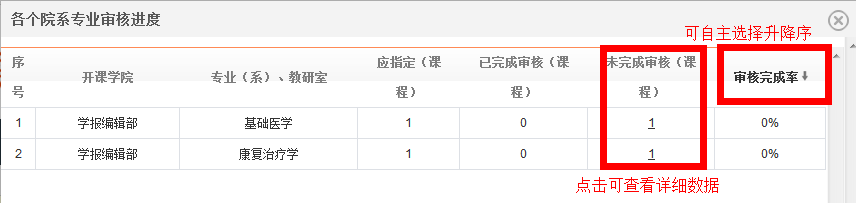 各个院系专业审核进度
可自主选择升降序
序号 开课学院 专业（系）、教研室 应指定（课程） 已完成审核（课程） 未完成审核（课程） 审核完成率
1 学报编辑部 基础医学 1 0 1 0%
2 学报编辑部 康复治疗学 1 0 1 0%
点击可查看详细数据